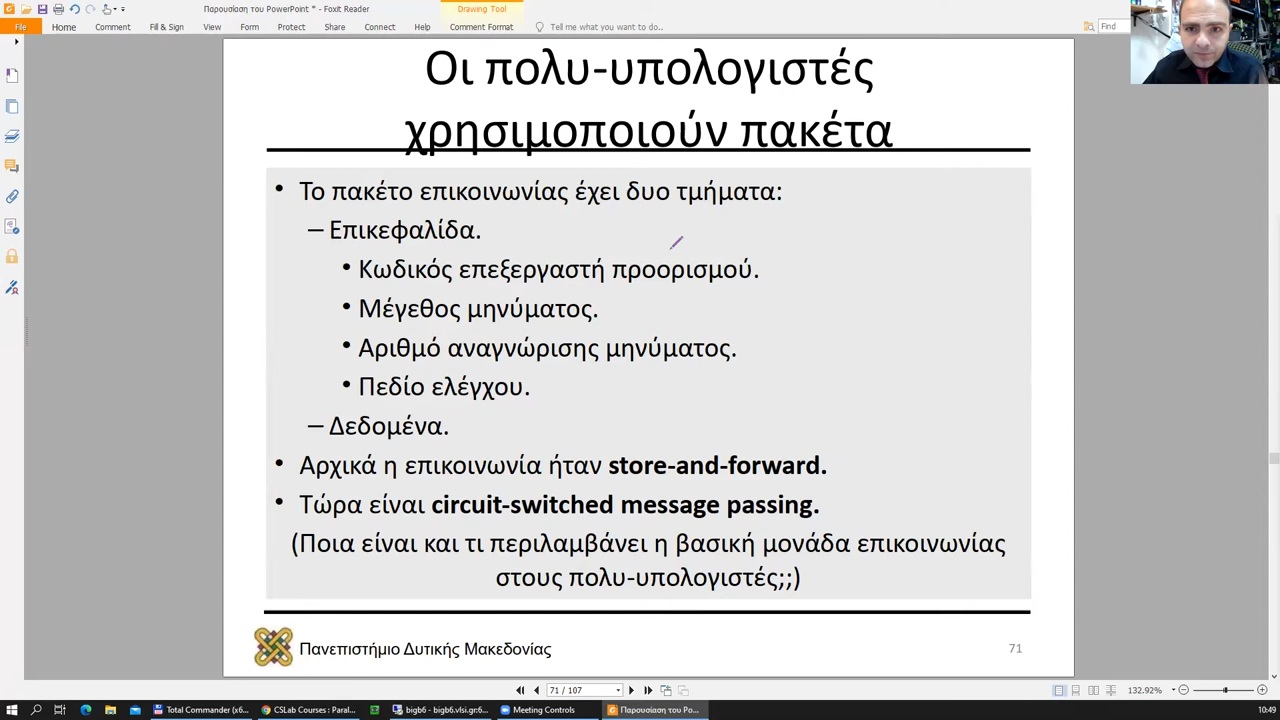 Παρουσίαση του PowerPoint * - Foxit Reader
Drawing Tool
File Home Comment Fill & Sign View Form Protect Share Connect Help Comment Format Tell me what you want to do.. Find
Οι πολυ-υπολογιστές
χρησιμοποιούν πακέτα
• Το πακέτο επικοινωνίας έχει δυο τμήματα:
– Επικεφαλίδα.
• Κωδικός επεξεργαστή προορισμού.
• Μέγεθος μηνύματος.
• Αριθμό αναγνώρισης μηνύματος.
• Πεδίο ελέγχου.
– Δεδομένα.
• Αρχικά η επικοινωνία ήταν store-and-forward.
• Τώρα είναι circuit-switched message passing.
(Ποια είναι και τι περιλαμβάνει η βασική μονάδα επικοινωνίας
στους πολυ-υπολογιστές;;)
Πανεπιστήμιο Δυτικής Μακεδονίας
71
71 / 107
132.92%
Total Commander (x6... CSLab Courses : Paral... bigb6 - bigb6.vlsi.gr:6... Meeting Controls Παρουσίαση του Po... 10:49